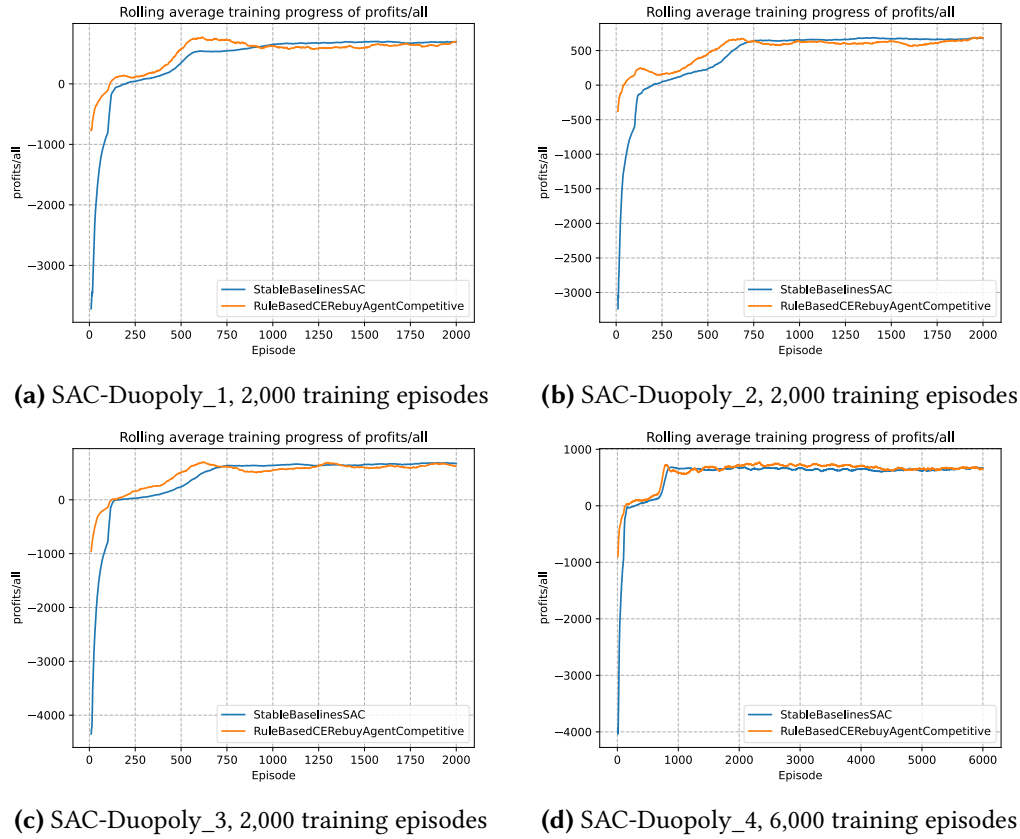 Rolling average training progress of profits/all
profits/all
0
−1000
−2000
−3000
StableBaselinesSAC
RuleBasedCERebuyAgentCompetitive
0 250 500 750 1000 1250 1500 1750 2000
Episode
(a) SAC-Duopoly_1, 2,000 training episodes
Rolling average training progress of profits/all
profits/all
500
0
−500
−1000
−1500
−2000
−2500
−3000
StableBaselinesSAC
RuleBasedCERebuyAgentCompetitive
0 250 500 750 1000 1250 1500 1750 2000
Episode
(b) SAC-Duopoly_2, 2,000 training episodes
Rolling average training progress of profits/all
profits/all
0
−1000
−2000
−3000
−4000
StableBaselinesSAC
RuleBasedCERebuyAgentCompetitive
0 250 500 750 1000 1250 1500 1750 2000
Episode
(c) SAC-Duopoly_3, 2,000 training episodes
Rolling average training progress of profits/all
profits/all
1000
0
−1000
−2000
−3000
−4000
StableBaselinesSAC
RuleBasedCERebuyAgentCompetitive
0 1000 2000 3000 4000 5000 6000
Episode
(d) SAC-Duopoly_4, 6,000 training episodes